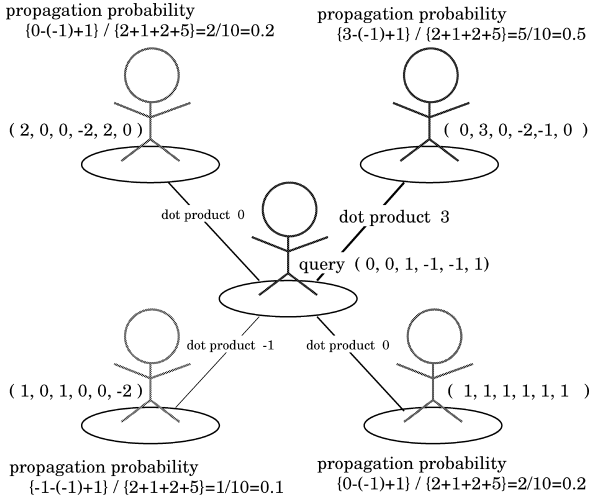 propagation probability
{0-(-1)+1} / {2+1+2+5}=2/10=0.2
propagation probability
{3-(-1)+1} / {2+1+2+5}=5/10=0.5
( 2, 0, 0, -2, 2, 0 )
( 0, 3, 0, -2,-1, 0 )
dot product 0
dot product 3
query ( 0, 0, 1, -1, -1, 1)
dot product -1
dot product 0
( 1, 0, 1, 0, 0, -2 )
( 1, 1, 1, 1, 1, 1 )
propagation probability
{-1-(-1)+1} / {2+1+2+5}=1/10=0.1
propagation probability
{0-(-1)+1} / {2+1+2+5}=2/10=0.2